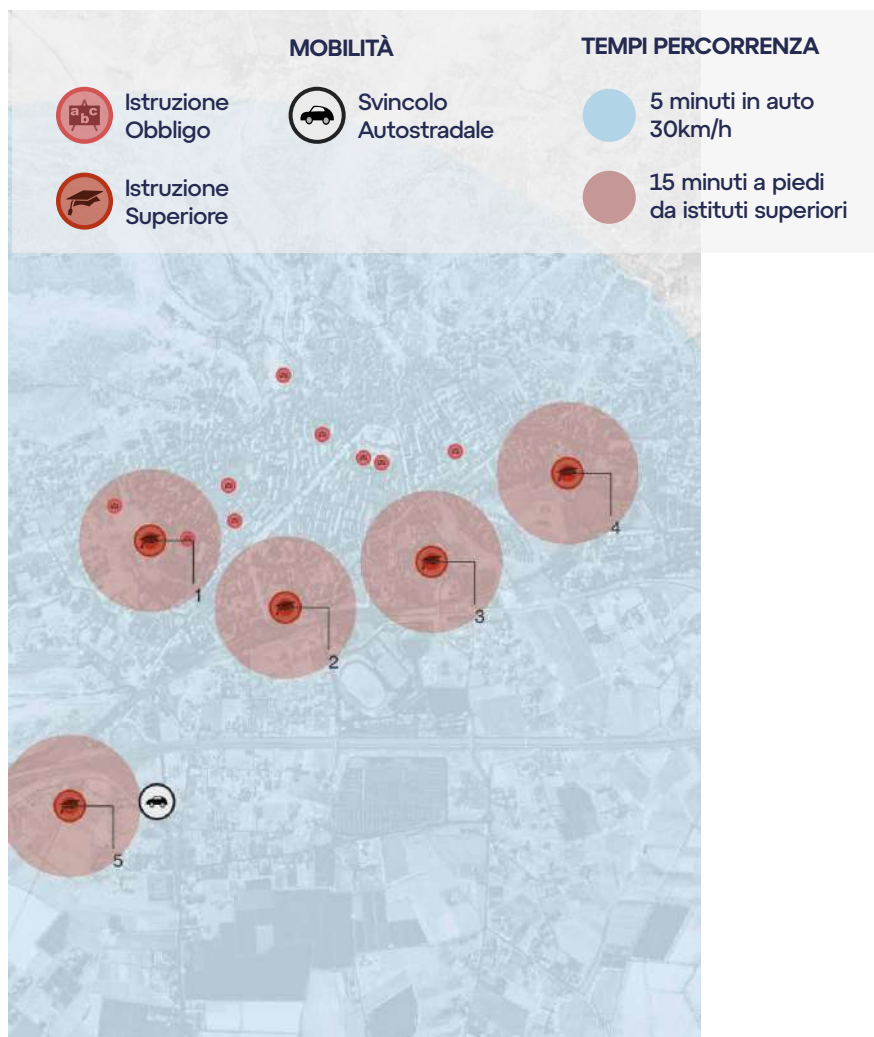 MOBILITÀ
TEMPI PERCORRENZA
abc
Istruzione
Obbligo
Svincolo
Autostradale
5 minuti in auto
30km/h
Istruzione
Superiore
15 minuti a piedi
da istituti superiori
4
1
3
2
5